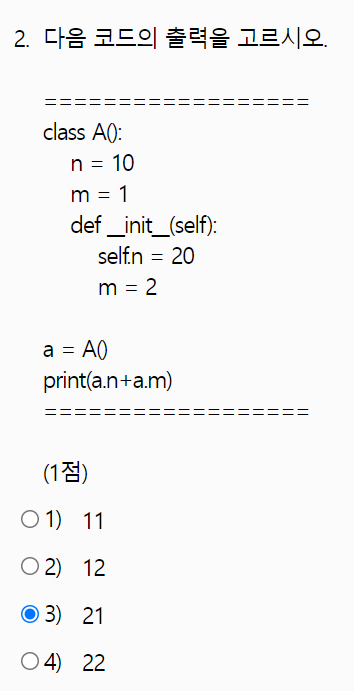 2. 다음 코드의 출력을 고르시오.
==================
class A():
n = 10
m = 1
def __init__(self):
self.n = 20
m = 2
a = A()
print(a.n+a.m)
==================
(1점)
1) 11
2) 12
3) 21
4) 22